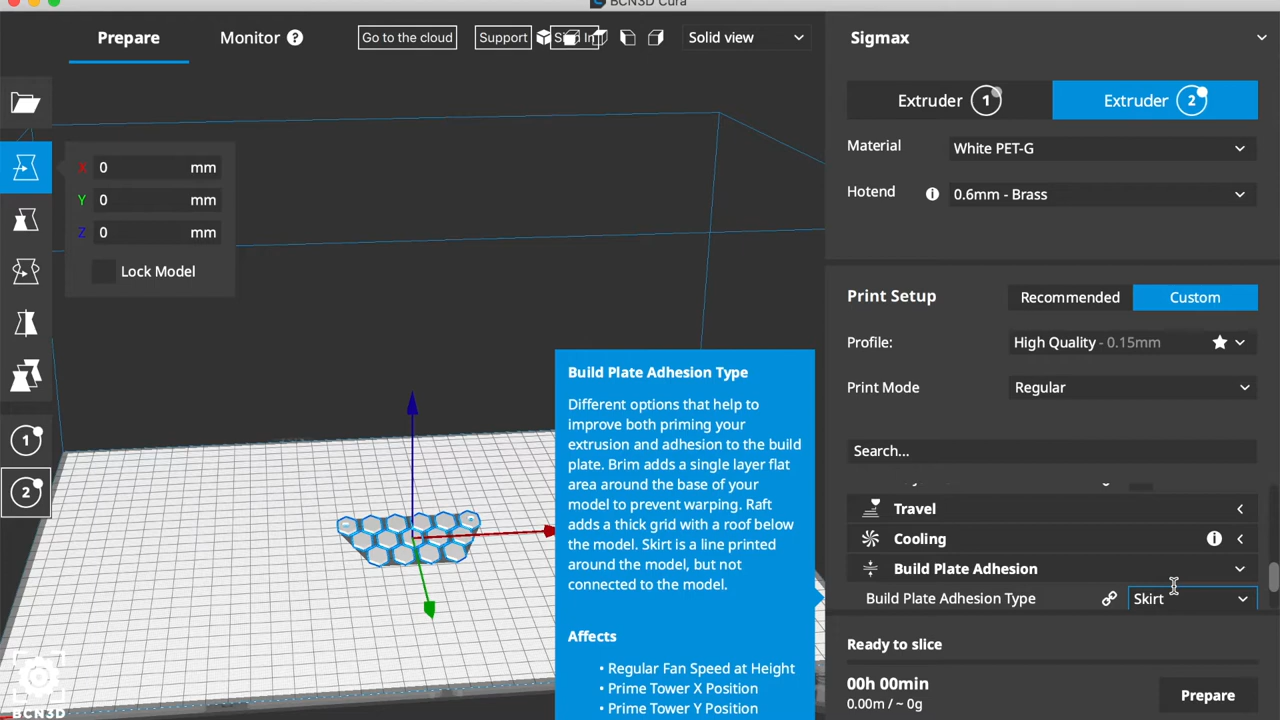 BCN3D Cura
Prepare
Monitor ?
Go to the cloud
Support
Solid view
Sigmax
Extruder 1
Extruder 2
Material
White PET-G
Hotend
0.6mm - Brass
X 0 mm
Y 0 mm
Z 0 mm
Lock Model
Print Setup
Recommended
Custom
Profile:
High Quality - 0.15mm
Print Mode
Regular
Search...
Travel
Cooling
Build Plate Adhesion
Build Plate Adhesion Type
Skirt
1
2
Build Plate Adhesion Type
Different options that help to
improve both priming your
extrusion and adhesion to the build
plate. Brim adds a single layer flat
area around the base of your
model to prevent warping. Raft
adds a thick grid with a roof below
the model. Skirt is a line printed
around the model, but not
connected to the model.
Affects
• Regular Fan Speed at Height
• Prime Tower X Position
• Prime Tower Y Position
Ready to slice
00h 00min
0.00m / ~ 0g
Prepare
BCN3D